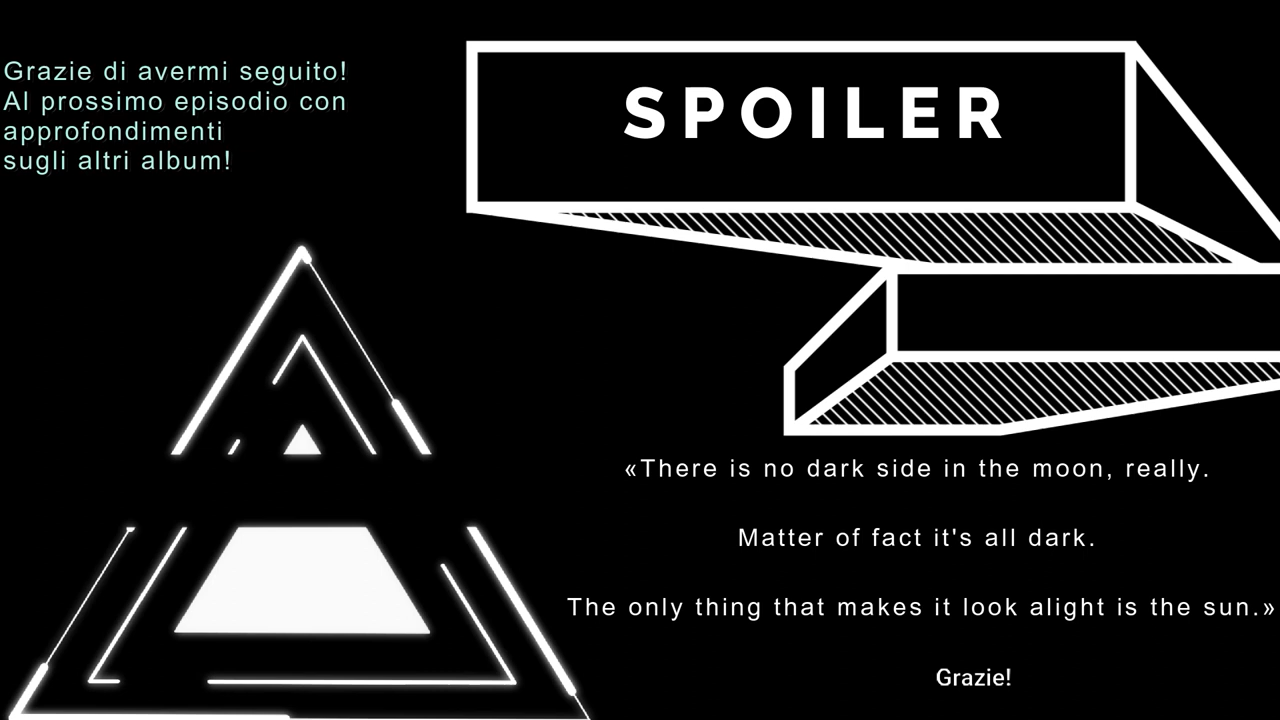 Grazie di avermi seguito!
Al prossimo episodio con
approfondimenti
sugli altri album!
SPOILER
«There is no dark side in the moon, really.
Matter of fact it's all dark.
The only thing that makes it look alight is the sun.»
Grazie!